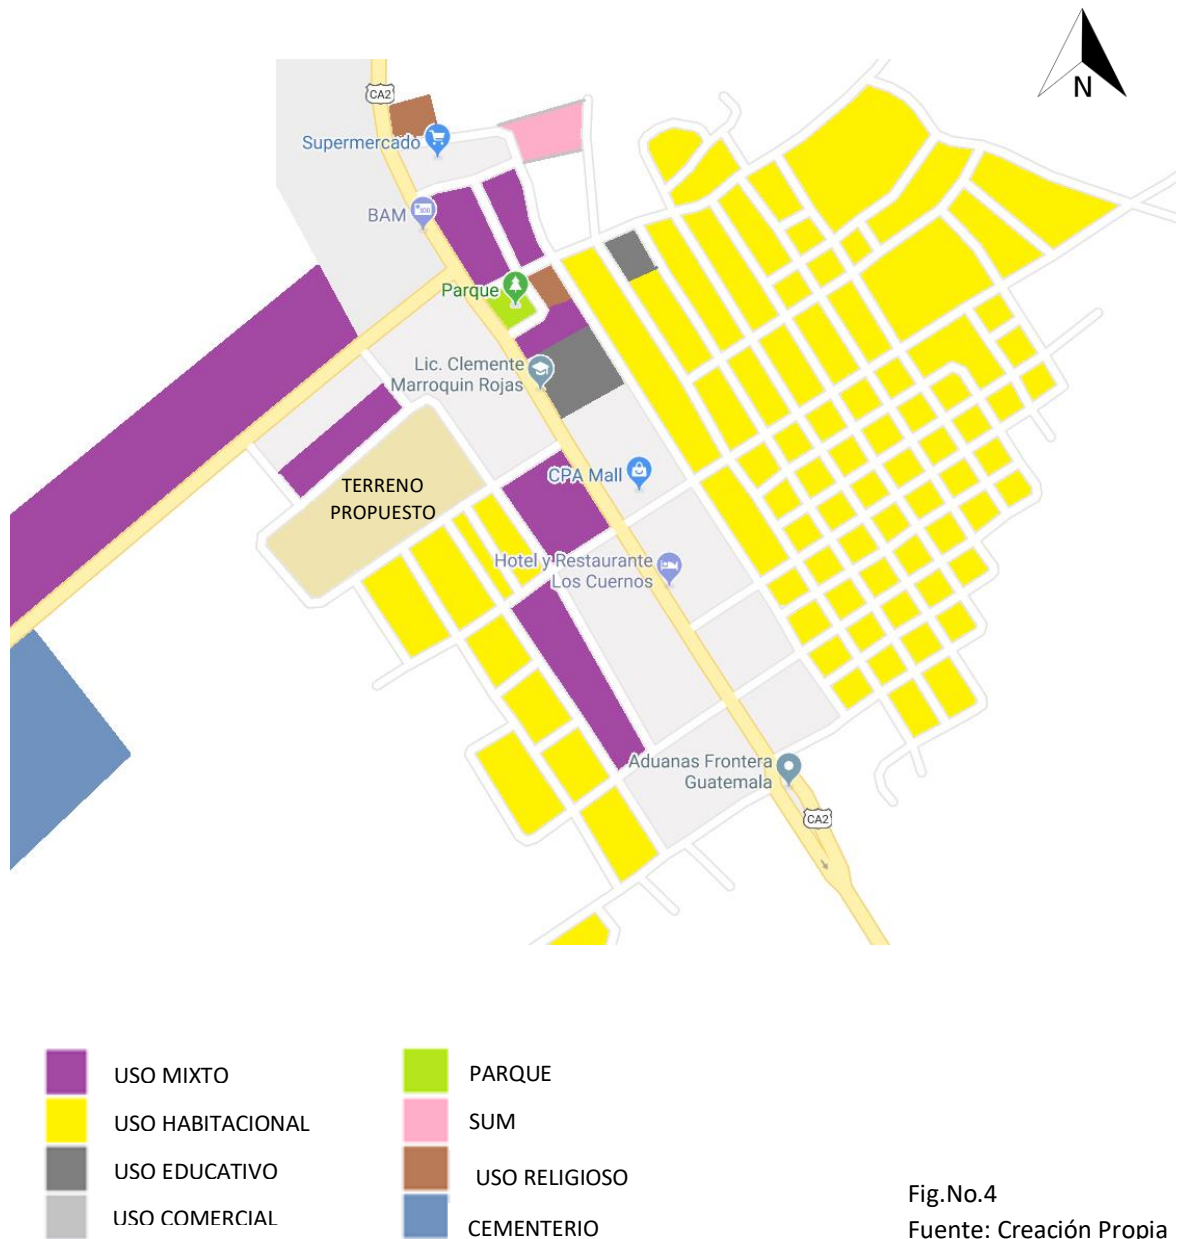 N
CA2
Supermercado
BAM
Parque
Lic. Clemente
Marroquin Rojas
TERRENO
PROPUESTO
CPA Mall
Hotel y Restaurante
Los Cuernos
Aduanas Frontera
Guatemala
CA2
USO MIXTO
USO HABITACIONAL
USO EDUCATIVO
USO COMERCIAL
PARQUE
SUM
USO RELIGIOSO
CEMENTERIO
Fig.No.4
Fuente: Creación Propia